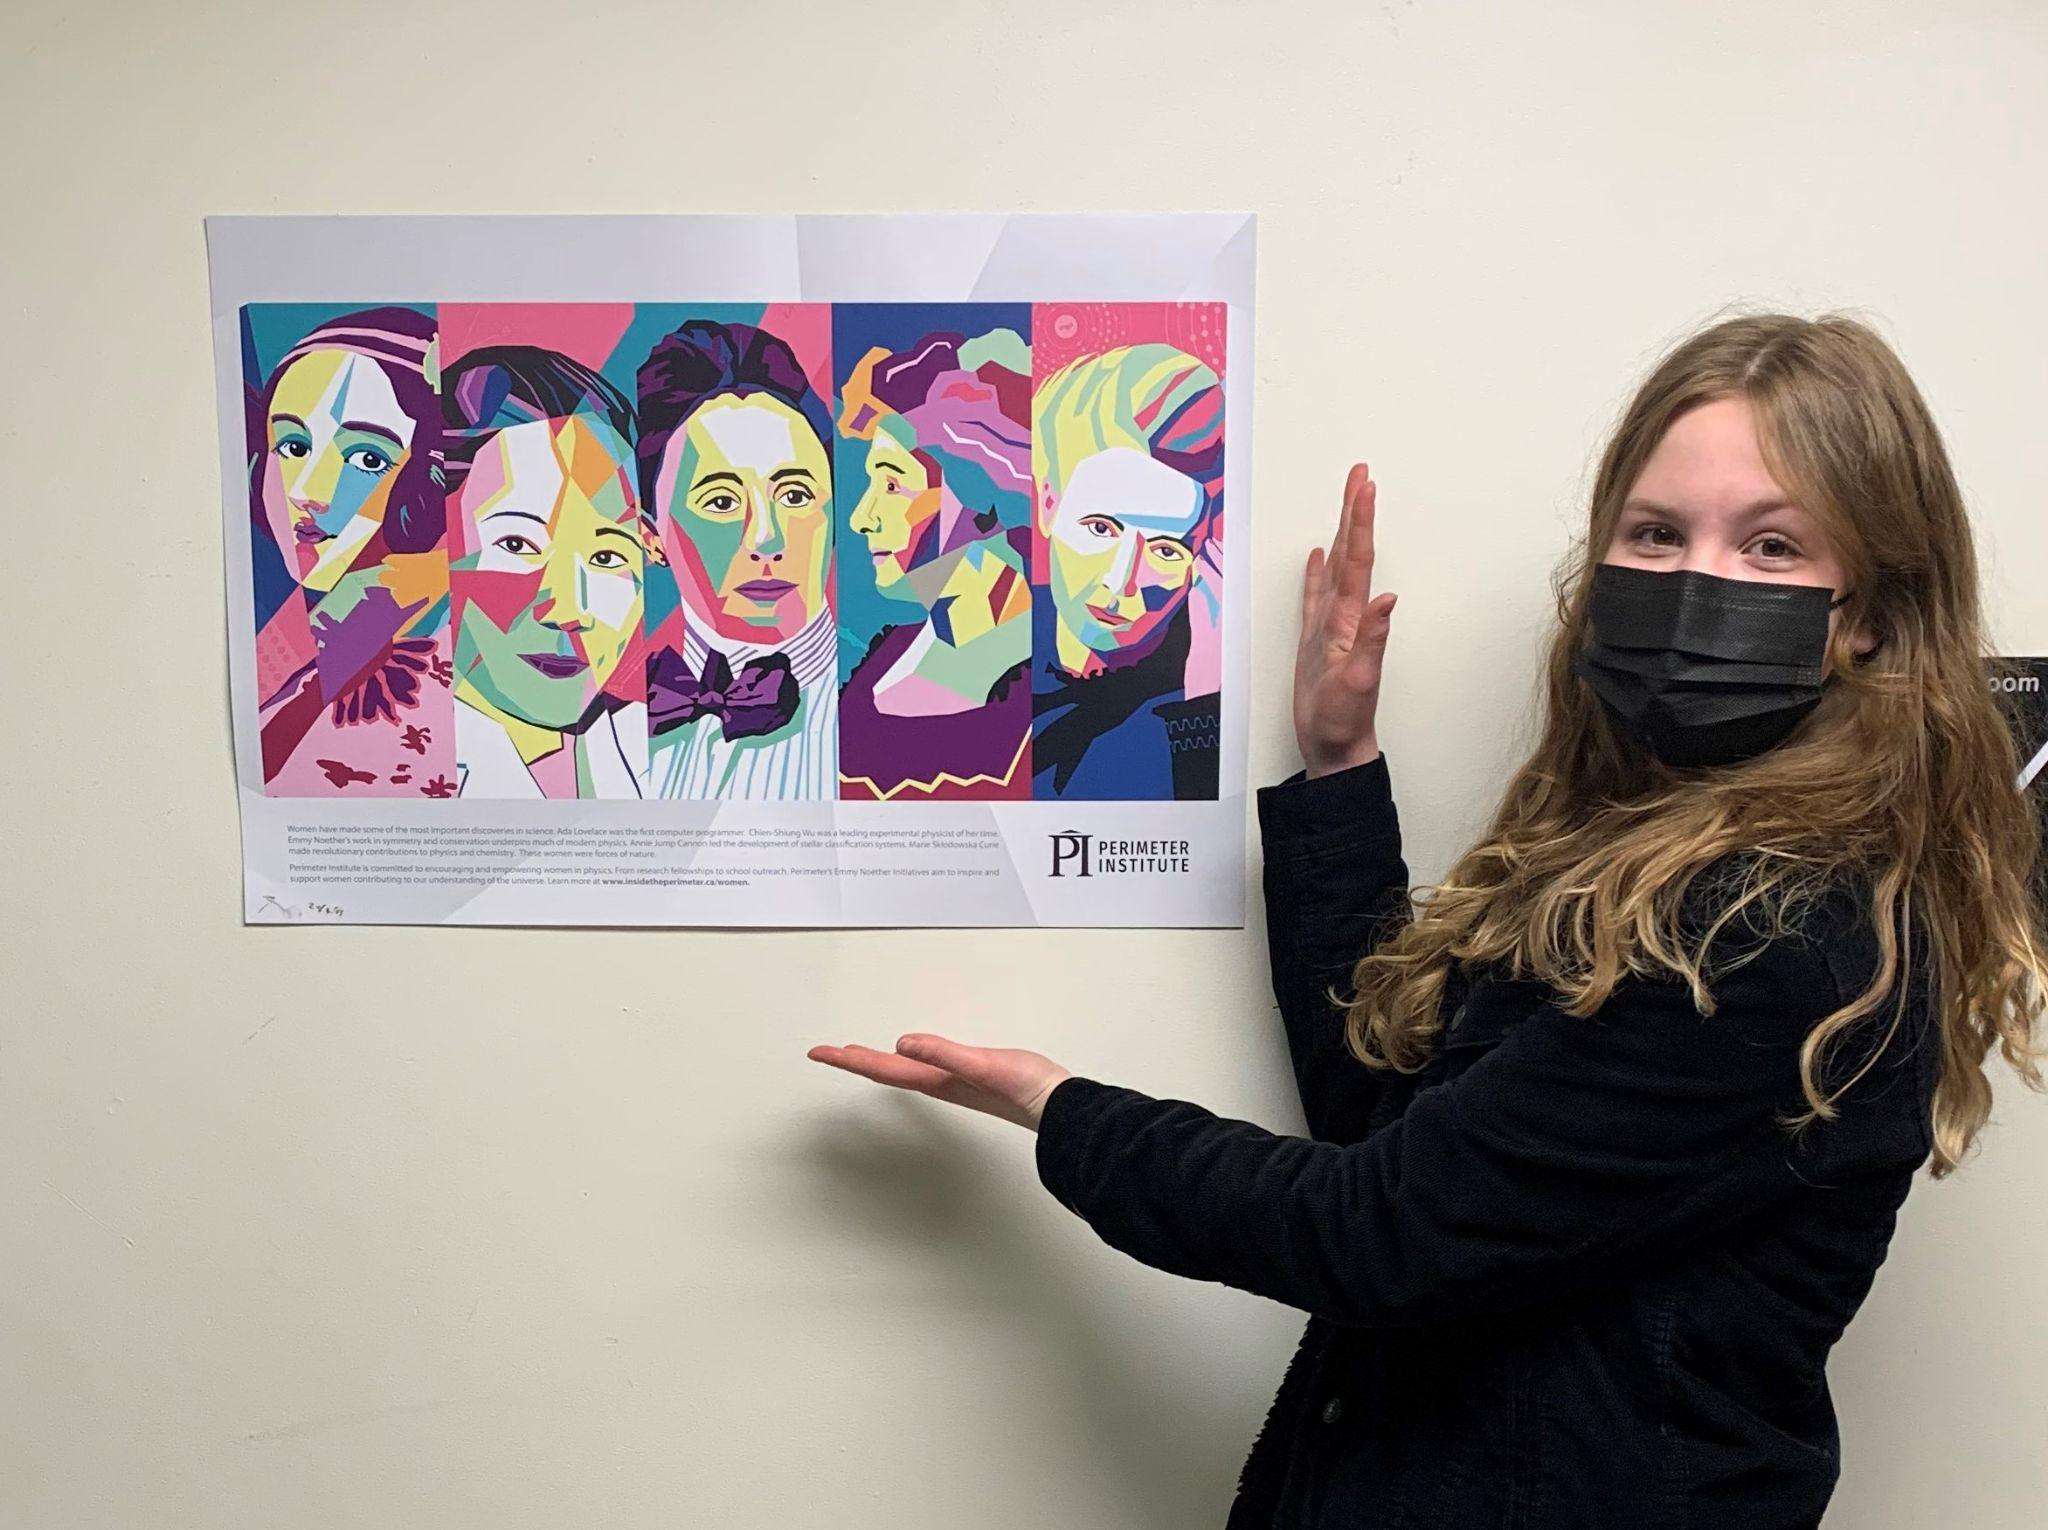 Women have made some of the most important discoveries in science. Ada Lovelace was the first computer programmer. Chien-Shiung Wu was a leading experimental physicist of her time.
Emmy Noether's work in symmetry and conservation underpins much of modern physics. Annie Jump Cannon led the development of stellar classification systems. Marie Skłodowska Curie
made revolutionary contributions to physics and chemistry. These women were forces of nature.
Perimeter Institute is committed to encouraging and empowering women in physics. From research fellowships to school outreach, Perimeter's Emmy Noether Initiatives aim to inspire and
support women contributing to our understanding of the universe. Learn more at www.insidetheperimeter.ca/women.
PI PERIMETER
INSTITUTE
oom